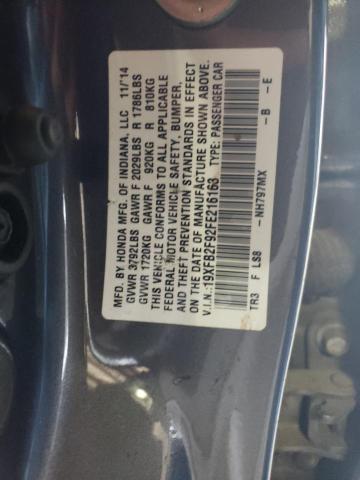 MFD. BY HONDA MFG. OF INDIANA, LLC 11/14
GVWR 3792LBS GAWR F 2029LBS R 1786LBS
GVWR 1720KG GAWR F 920KG R 810KG
THIS VEHICLE CONFORMS TO ALL APPLICABLE
FEDERAL MOTOR VEHICLE SAFETY, BUMPER,
AND THEFT PREVENTION STANDARDS IN EFFECT
ON THE DATE OF MANUFACTURE SHOWN ABOVE.
V.I.N.: 19XFB2F92FE216163 TYPE: PASSENGER CAR
TR3 F LS8 -NH797MX -B -E